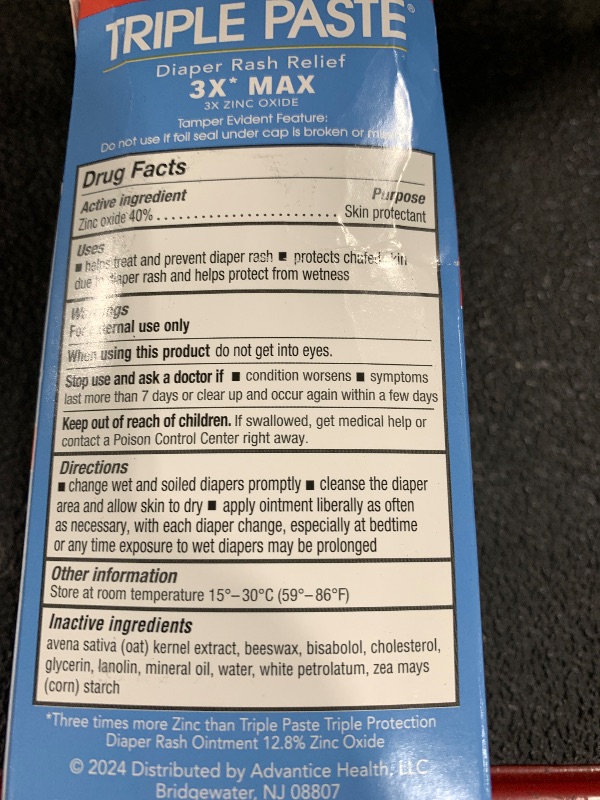 TRIPLE PASTE®
Diaper Rash Relief
3X* MAX
3X ZINC OXIDE
Tamper Evident Feature:
Do not use if foil seal under cap is broken or
Drug Facts
Active ingredient Purpose
Zinc oxide 40% ........................ Skin protectant
Uses
■ helps treat and prevent diaper rash ■ protects chafed skin
due to diaper rash and helps protect from wetness
Warnings
For external use only
When using this product do not get into eyes.
Stop use and ask a doctor if ■ condition worsens ■ symptoms
last more than 7 days or clear up and occur again within a few days
Keep out of reach of children. If swallowed, get medical help or
contact a Poison Control Center right away.
Directions
■ change wet and soiled diapers promptly ■ cleanse the diaper
area and allow skin to dry ■ apply ointment liberally as often
as necessary, with each diaper change, especially at bedtime
or any time exposure to wet diapers may be prolonged
Other information
Store at room temperature 15°–30°C (59°–86°F)
Inactive ingredients
avena sativa (oat) kernel extract, beeswax, bisabolol, cholesterol,
glycerin, lanolin, mineral oil, water, white petrolatum, zea mays
(corn) starch
*Three times more Zinc than Triple Paste Triple Protection
Diaper Rash Ointment 12.8% Zinc Oxide
© 2024 Distributed by Advantice Health, LLC
Bridgewater, NJ 08807